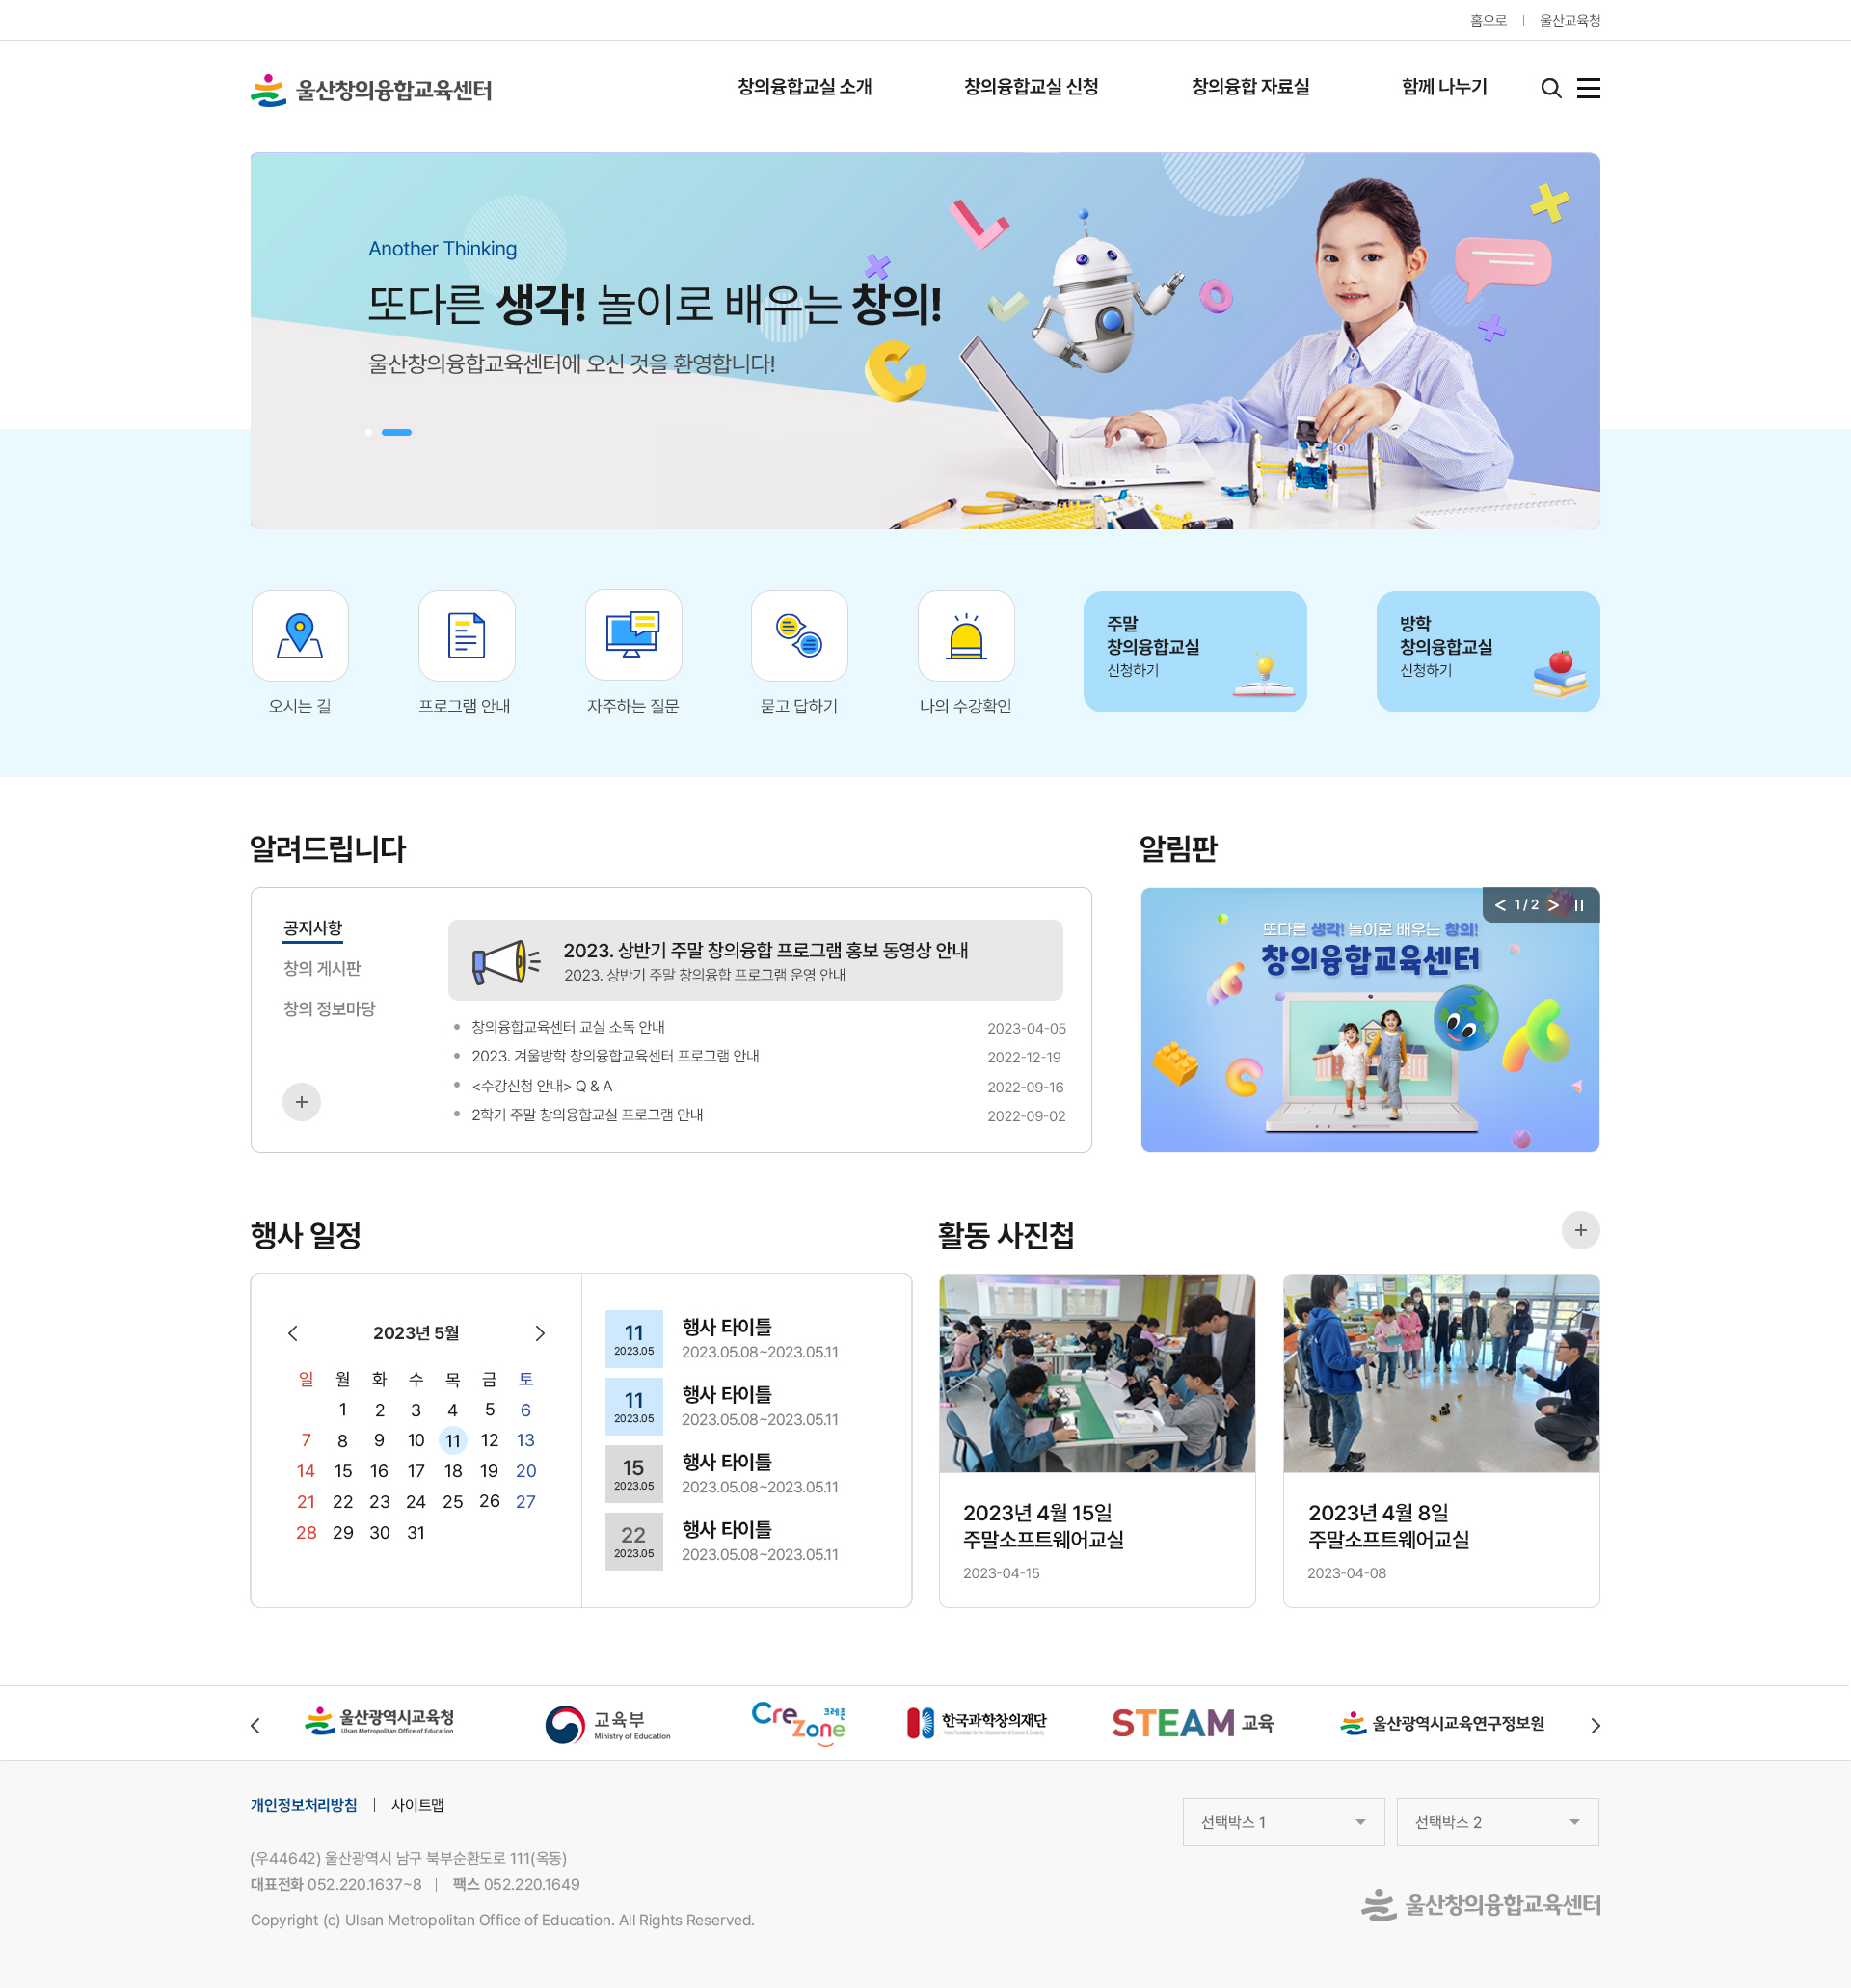 홈으로 | 울산교육청
울산창의융합교육센터
창의융합교실 소개
창의융합교실 신청
창의융합 자료실
함께 나누기
Another Thinking
또다른 생각! 놀이로 배우는 창의!
울산창의융합교육센터에 오신 것을 환영합니다!
오시는 길
프로그램 안내
자주하는 질문
묻고 답하기
나의 수강확인
주말
창의융합교실
신청하기
방학
창의융합교실
신청하기
알려드립니다
공지사항
창의 게시판
창의 정보마당
2023. 상반기 주말 창의융합 프로그램 홍보 동영상 안내
2023. 상반기 주말 창의융합 프로그램 운영 안내
창의융합교육센터 교실 소독 안내 2023-04-05
2023. 겨울방학 창의융합교육센터 프로그램 안내 2022-12-19
<수강신청 안내> Q & A 2022-09-16
2학기 주말 창의융합교실 프로그램 안내 2022-09-02
알림판
< 1 / 2 >
또다른 생각! 놀이로 배우는 창의!
창의융합교육센터
행사 일정
2023년 5월
일 월 화 수 목 금 토
1 2 3 4 5 6
7 8 9 10 11 12 13
14 15 16 17 18 19 20
21 22 23 24 25 26 27
28 29 30 31
11
2023.05
행사 타이틀
2023.05.08~2023.05.11
11
2023.05
행사 타이틀
2023.05.08~2023.05.11
15
2023.05
행사 타이틀
2023.05.08~2023.05.11
22
2023.05
행사 타이틀
2023.05.08~2023.05.11
활동 사진첩
2023년 4월 15일
주말소프트웨어교실
2023-04-15
2023년 4월 8일
주말소프트웨어교실
2023-04-08
울산광역시교육청
Ulsan Metropolitan Office of Education
교육부
Ministry of Education
Cre 크레존
Zone
한국과학창의재단
Korea Foundation for the Advancement of Science & Creativity
STEAM 교육
울산광역시교육연구정보원
개인정보처리방침 | 사이트맵
(우44642) 울산광역시 남구 북부순환도로 111(옥동)
대표전화 052.220.1637~8 | 팩스 052.220.1649
Copyright (c) Ulsan Metropolitan Office of Education. All Rights Reserved.
선택박스 1
선택박스 2
울산창의융합교육센터